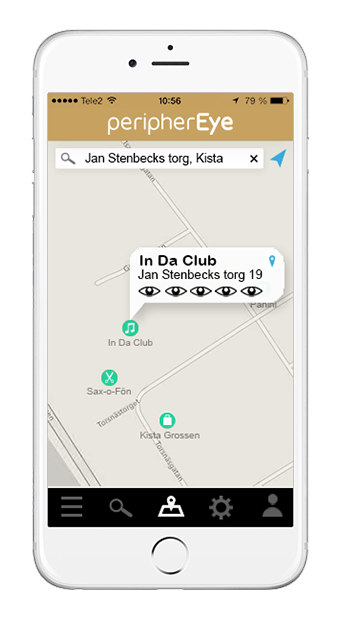 Tele2
10:56
79 %
peripherEye
Jan Stenbecks torg, Kista
In Da Club
Jan Stenbecks torg 19
Panini
In Da Club
Sax-o-Fön
Torsnästorget
Kista Grossen
Torsnäsgatan